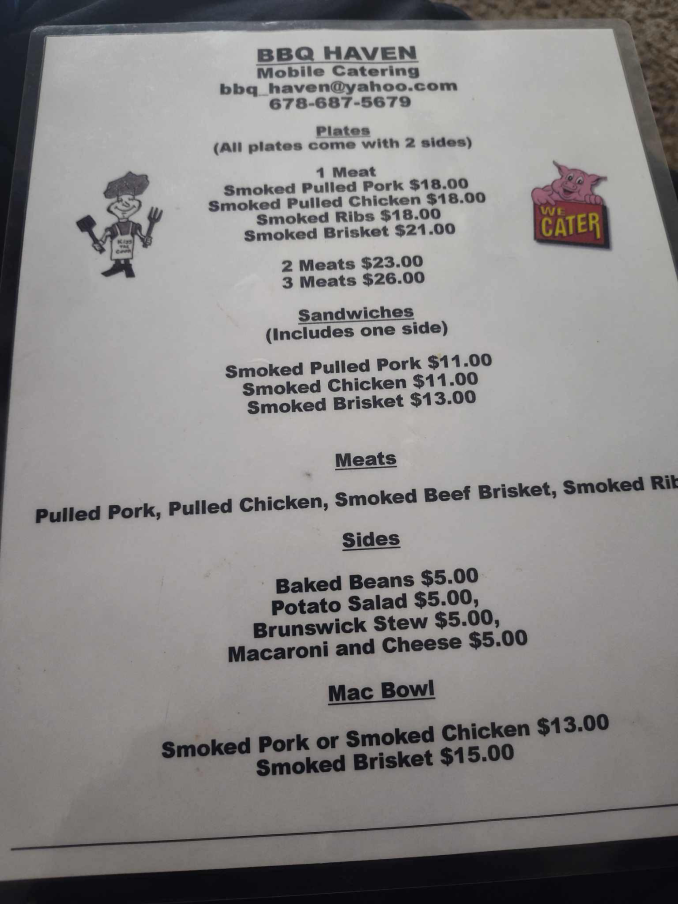 BBQ HAVEN
Mobile Catering
bbq_haven@yahoo.com
678-687-5679
Plates
(All plates come with 2 sides)
1 Meat
Smoked Pulled Pork $18.00
Smoked Pulled Chicken $18.00
Smoked Ribs $18.00
Smoked Brisket $21.00
KISS
THE
COOK
WE
CATER
2 Meats $23.00
3 Meats $26.00
Sandwiches
(Includes one side)
Smoked Pulled Pork $11.00
Smoked Chicken $11.00
Smoked Brisket $13.00
Meats
Pulled Pork, Pulled Chicken, Smoked Beef Brisket, Smoked Rib
Sides
Baked Beans $5.00
Potato Salad $5.00,
Brunswick Stew $5.00,
Macaroni and Cheese $5.00
Mac Bowl
Smoked Pork or Smoked Chicken $13.00
Smoked Brisket $15.00